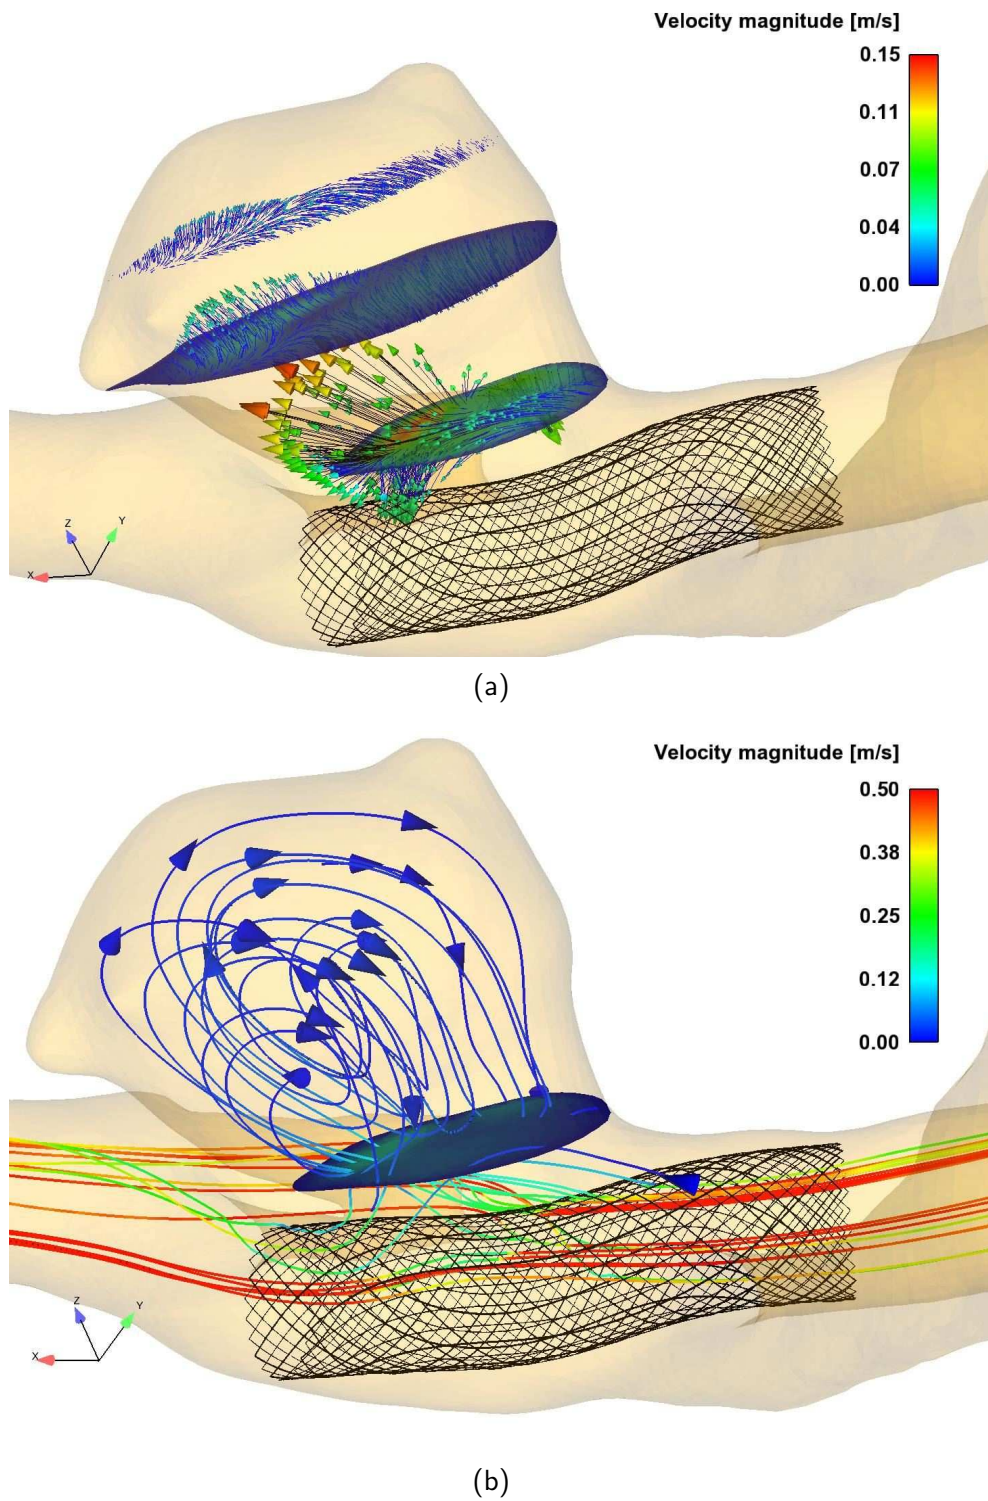 Velocity magnitude [m/s]
0.15
0.11
0.07
0.04
0.00
Z
Y
X
(a)
Velocity magnitude [m/s]
0.50
0.38
0.25
0.12
0.00
Z
Y
X
(b)